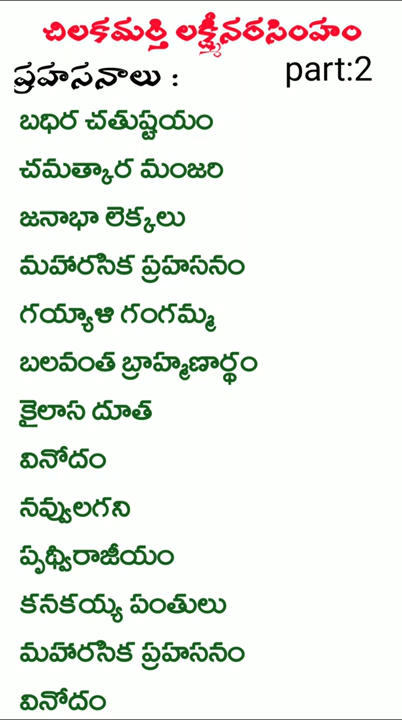 చిలకమర్తి లక్ష్మీనరసింహం
ప్రహసనాలు : part:2
బధిర చతుష్టయం
చమత్కార మంజరి
జనాభా లెక్కలు
మహారసిక ప్రహసనం
గయ్యాళి గంగమ్మ
బలవంత బ్రాహ్మణార్థం
కైలాస దూత
వినోదం
నవ్వులగని
పృథ్వీరాజీయం
కనకయ్య పంతులు
మహారసిక ప్రహసనం
వినోదం